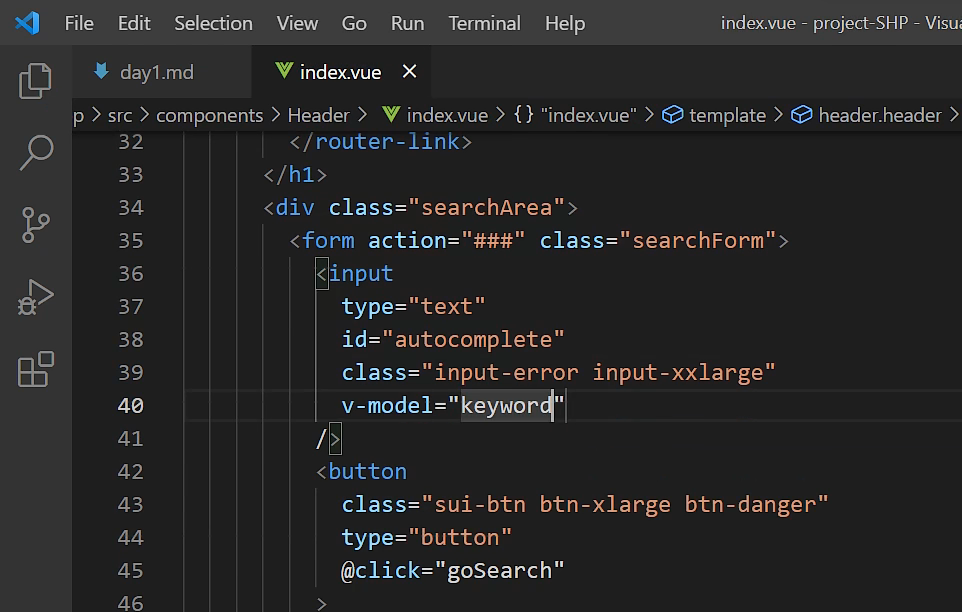 File Edit Selection View Go Run Terminal Help index.vue - project-SHP - Visu
day1.md index.vue
p > src > components > Header > index.vue > {} "index.vue" > template > header.header >
32 </router-link>
33 </h1>
34 <div class="searchArea">
35 <form action="###" class="searchForm">
36 <input
37 type="text"
38 id="autocomplete"
39 class="input-error input-xxlarge"
40 v-model="keyword"
41 />
42 <button
43 class="sui-btn btn-xlarge btn-danger"
44 type="button"
45 @click="goSearch"
46 >